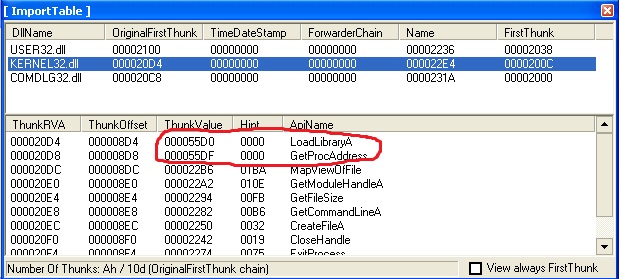 [ ImportTable ]
DllName OriginalFirstThunk TimeDateStamp ForwarderChain Name FirstThunk
USER32.dll 00002100 00000000 00000000 00002236 00002038
KERNEL32.dll 000020D4 00000000 00000000 000022E4 0000200C
COMDLG32.dll 000020C8 00000000 00000000 0000231A 00002000
ThunkRVA ThunkOffset ThunkValue Hint ApiName
000020D4 000008D4 000055D0 0000 LoadLibraryA
000020D8 000008D8 000055DF 0000 GetProcAddress
000020DC 000008DC 000022B6 01BA MapViewOfFile
000020E0 000008E0 000022A2 010E GetModuleHandleA
000020E4 000008E4 00002294 00FB GetFileSize
000020E8 000008E8 00002282 00B6 GetCommandLineA
000020EC 000008EC 00002250 0032 CreateFileA
000020F0 000008F0 00002242 0019 CloseHandle
000020F4 000008F4 00002274 0075 ExitProcess
Number Of Thunks: Ah / 10d (OriginalFirstThunk chain) View always FirstThunk